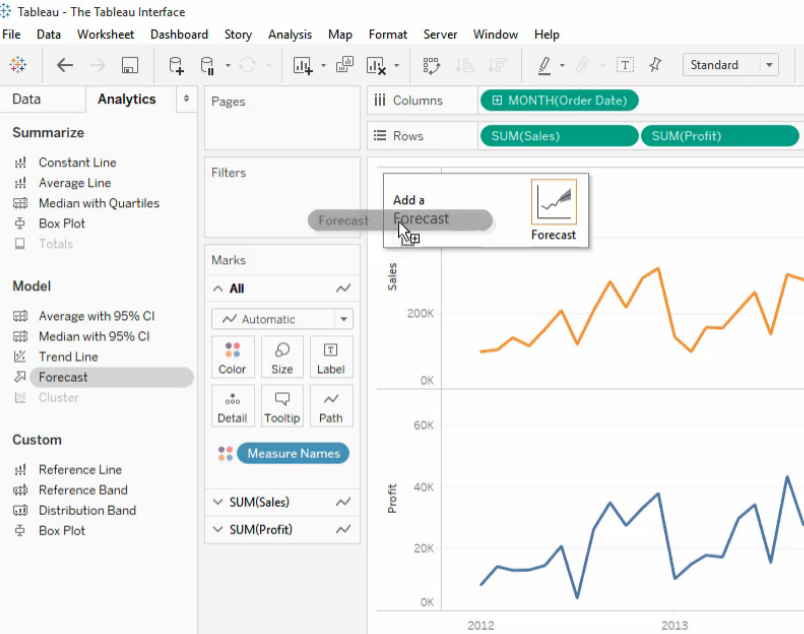 Tableau - The Tableau Interface
File Data Worksheet Dashboard Story Analysis Map Format Server Window Help
Standard
Data Analytics
Summarize
Constant Line
Average Line
Median with Quartiles
Box Plot
Totals
Model
Average with 95% CI
Median with 95% CI
Trend Line
Forecast
Cluster
Custom
Reference Line
Reference Band
Distribution Band
Box Plot
Pages
Filters
Marks
All
Automatic
Color Size Label
Detail Tooltip Path
Measure Names
SUM(Sales)
SUM(Profit)
Columns MONTH(Order Date)
Rows SUM(Sales) SUM(Profit)
Add a
Forecast
Forecast
Forecast
Sales
200K
0K
Profit
60K
40K
20K
0K
2012 2013